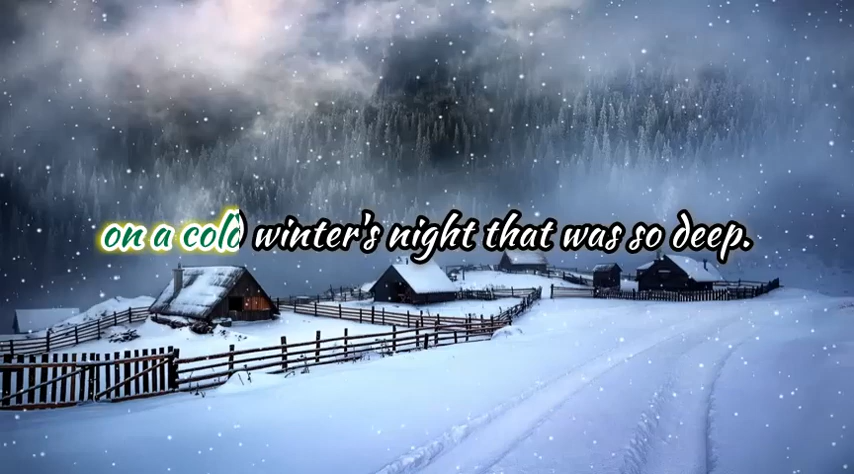 on a cold winter's night that was so deep.